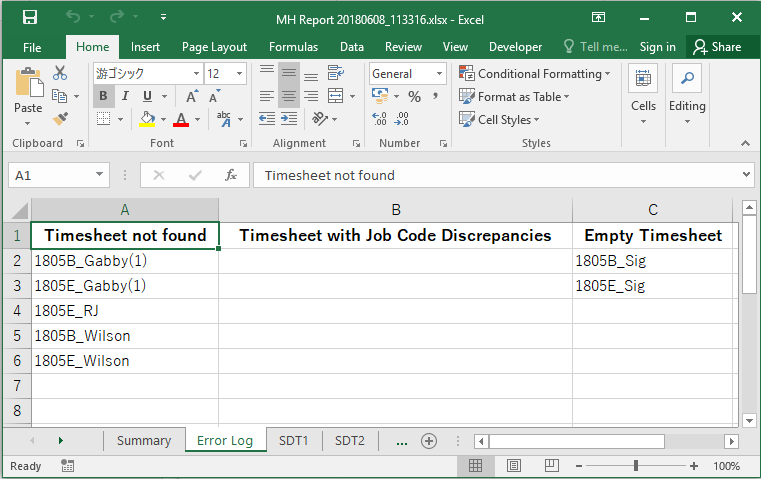 MH Report 20180608_113316.xlsx - Excel
File Home Insert Page Layout Formulas Data Review View Developer Tell me... Sign in Share
Paste
游ゴシック 12
B I U A A
A abc
General
% ,
.0 .00
.00 .0
Conditional Formatting
Format as Table
Cell Styles
Cells Editing
Clipboard Font Alignment Number Styles
A1 fx Timesheet not found
A B C
1 Timesheet not found Timesheet with Job Code Discrepancies Empty Timesheet
2 1805B_Gabby(1) 1805B_Sig
3 1805E_Gabby(1) 1805E_Sig
4 1805E_RJ
5 1805B_Wilson
6 1805E_Wilson
7
8
Summary Error Log SDT1 SDT2 ...
Ready 100%